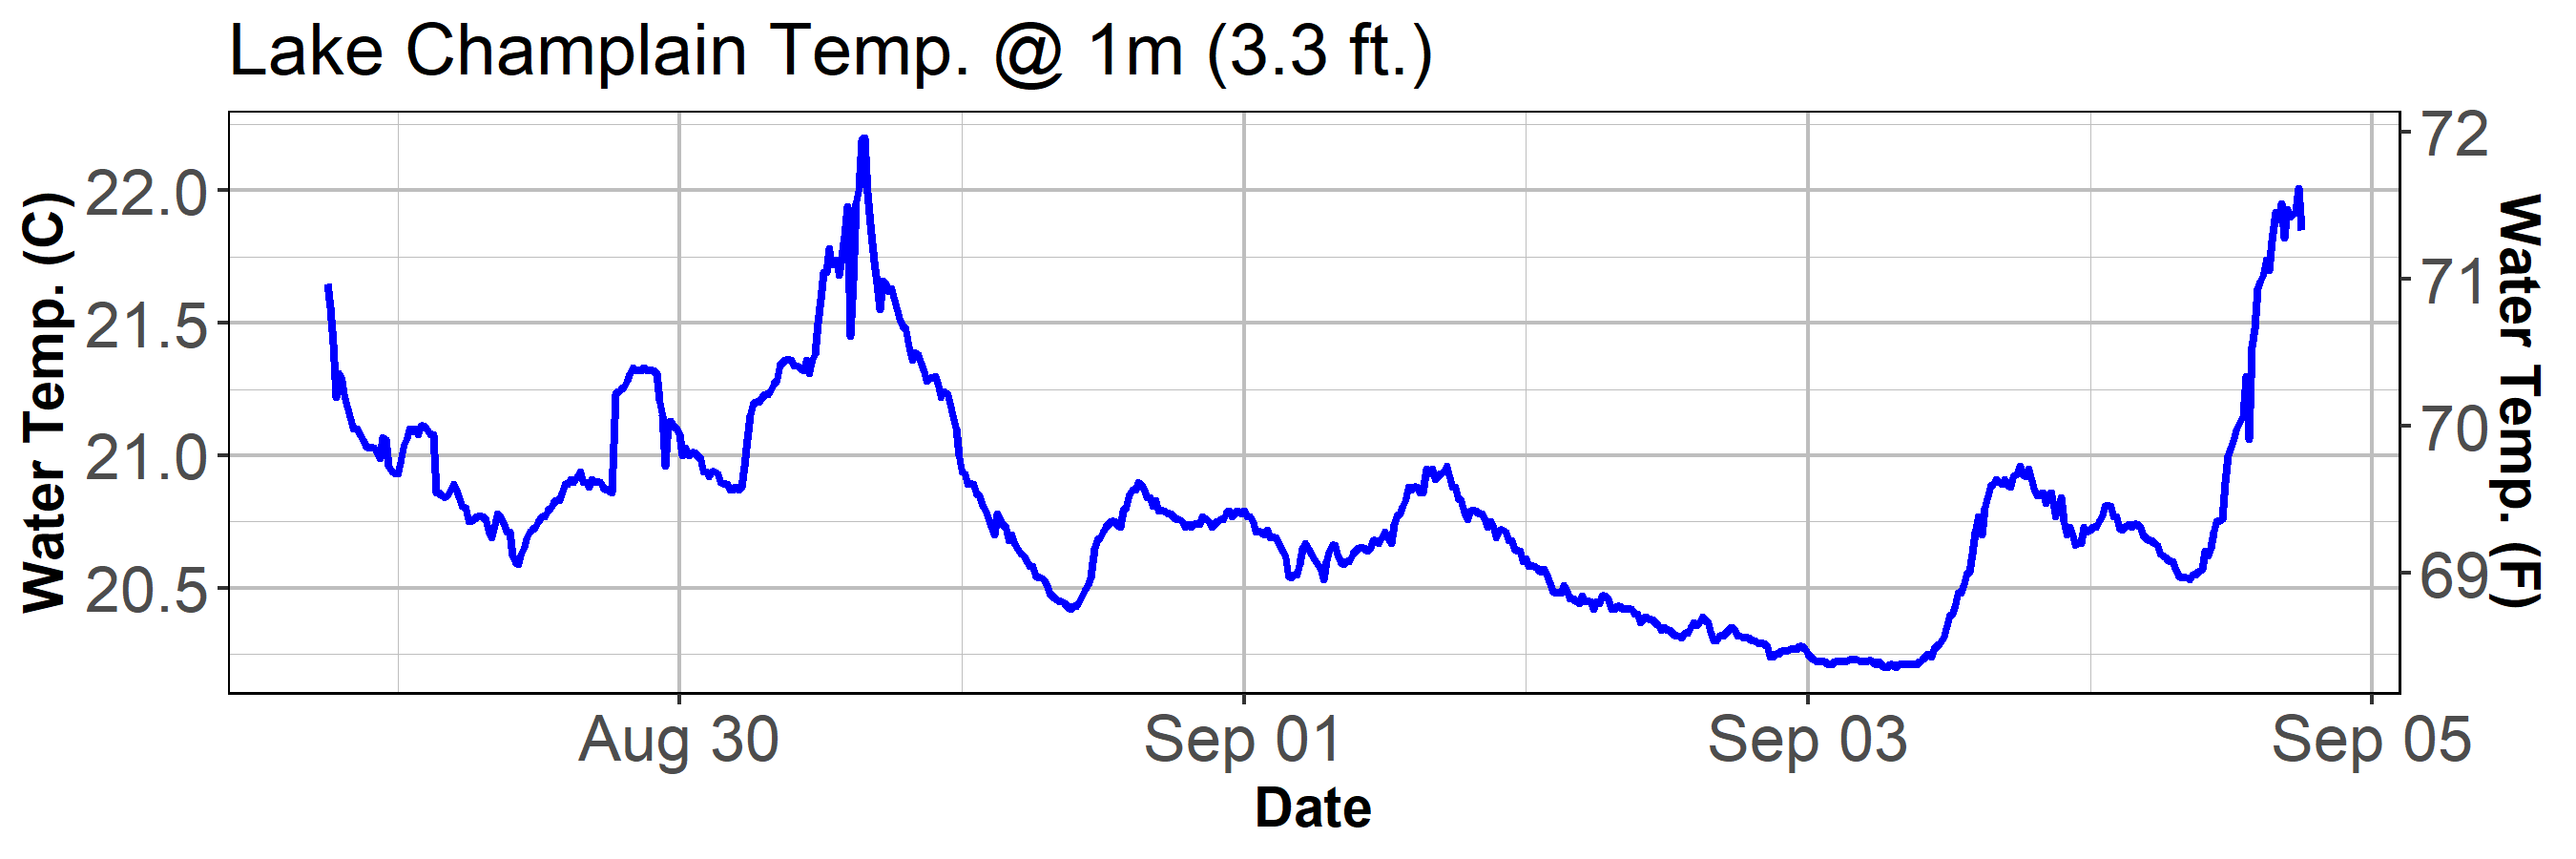 Lake Champlain Temp. @ 1m (3.3 ft.)
Water Temp. (C)
22.0
21.5
21.0
20.5
72
71
70
69
Water Temp. (F)
Aug 30
Sep 01
Sep 03
Sep 05
Date